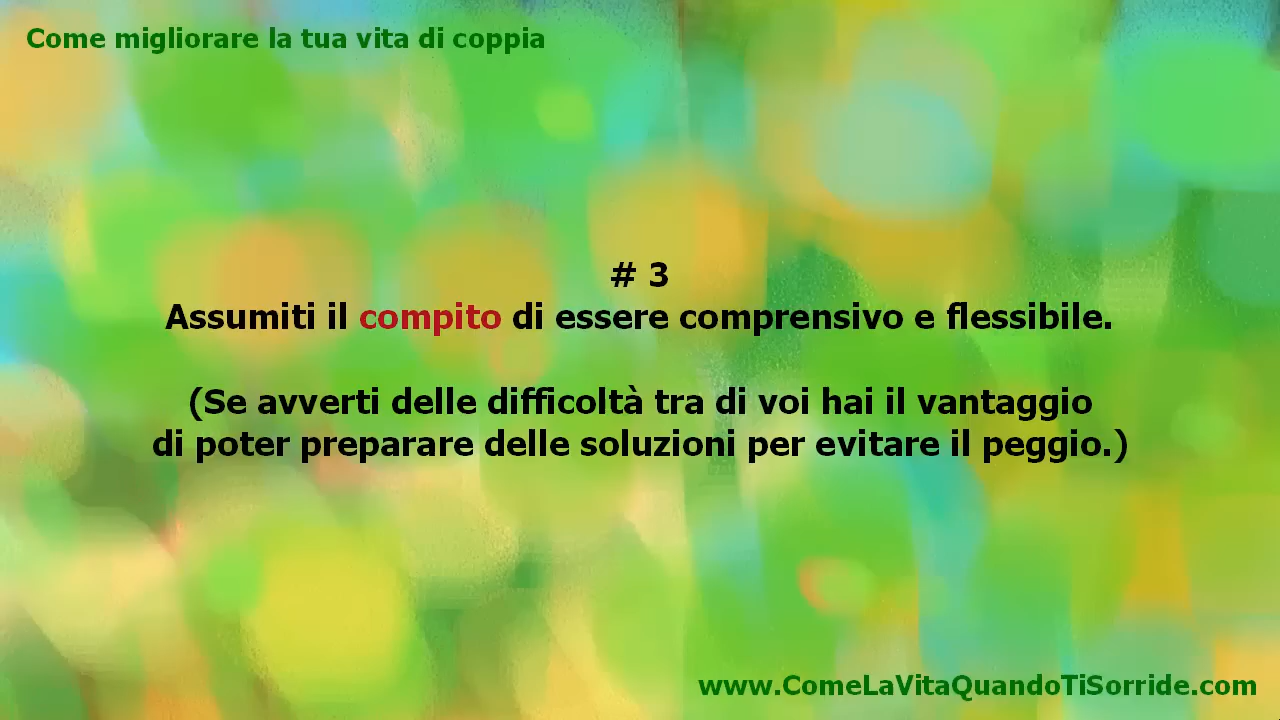 Come migliorare la tua vita di coppia
# 3
Assumiti il compito di essere comprensivo e flessibile.
(Se avverti delle difficoltà tra di voi hai il vantaggio
di poter preparare delle soluzioni per evitare il peggio.)
www.ComeLaVitaQuandoTiSorride.com